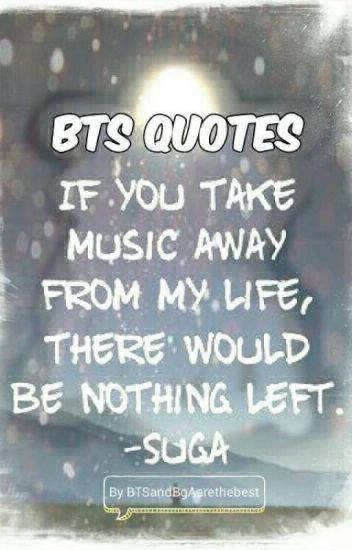 BTS QUOTES
IF YOU TAKE
MUSIC AWAY
FROM MY LIFE,
THERE WOULD
BE NOTHING LEFT.
-SUGA
By BTSandBgAarethebest